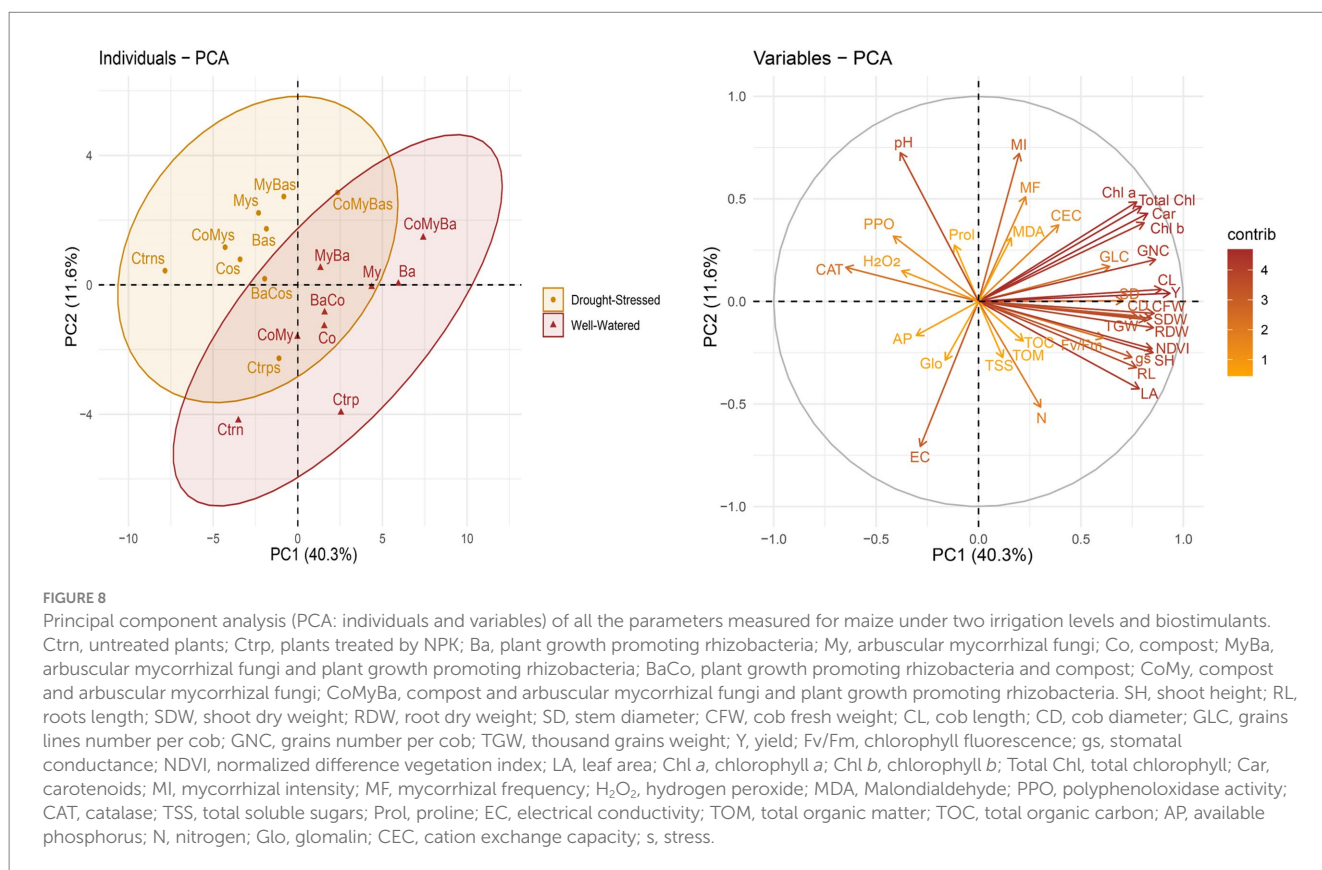 Individuals − PCA
PC2 (11.6%)
4
0
−4
MyBas
Mys
CoMyBas
CoMys
Bas
Cos
Ctrns
BaCos
CoMyBa
MyBa
My
Ba
BaCo
Co
CoMy
Ctrps
Ctrp
Ctrn
−10
−5
0
5
10
PC1 (40.3%)
Drought-Stressed
Well-Watered
Variables − PCA
PC2 (11.6%)
1.0
0.5
0.0
−0.5
−1.0
pH
MI
MF
Chl a
Total Chl
Car
Chl b
CEC
PPO
Prol
MDA
GNC
H2O2
GLC
CAT
CL
SD
Y
CD
CFW
SDW
TGW
RDW
AP
TOC
Fv/Fm
NDVI
Glo
TSS
TOM
gs
SH
RL
LA
N
EC
−1.0
−0.5
0.0
0.5
1.0
PC1 (40.3%)
contrib
4
3
2
1
FIGURE 8
Principal component analysis (PCA: individuals and variables) of all the parameters measured for maize under two irrigation levels and biostimulants.
Ctrn, untreated plants; Ctrp, plants treated by NPK; Ba, plant growth promoting rhizobacteria; My, arbuscular mycorrhizal fungi; Co, compost; MyBa,
arbuscular mycorrhizal fungi and plant growth promoting rhizobacteria; BaCo, plant growth promoting rhizobacteria and compost; CoMy, compost
and arbuscular mycorrhizal fungi; CoMyBa, compost and arbuscular mycorrhizal fungi and plant growth promoting rhizobacteria. SH, shoot height; RL,
roots length; SDW, shoot dry weight; RDW, root dry weight; SD, stem diameter; CFW, cob fresh weight; CL, cob length; CD, cob diameter; GLC, grains
lines number per cob; GNC, grains number per cob; TGW, thousand grains weight; Y, yield; Fv/Fm, chlorophyll fluorescence; gs, stomatal
conductance; NDVI, normalized difference vegetation index; LA, leaf area; Chl a, chlorophyll a; Chl b, chlorophyll b; Total Chl, total chlorophyll; Car,
carotenoids; MI, mycorrhizal intensity; MF, mycorrhizal frequency; H₂O₂, hydrogen peroxide; MDA, Malondialdehyde; PPO, polyphenoloxidase activity;
CAT, catalase; TSS, total soluble sugars; Prol, proline; EC, electrical conductivity; TOM, total organic matter; TOC, total organic carbon; AP, available
phosphorus; N, nitrogen; Glo, glomalin; CEC, cation exchange capacity; s, stress.